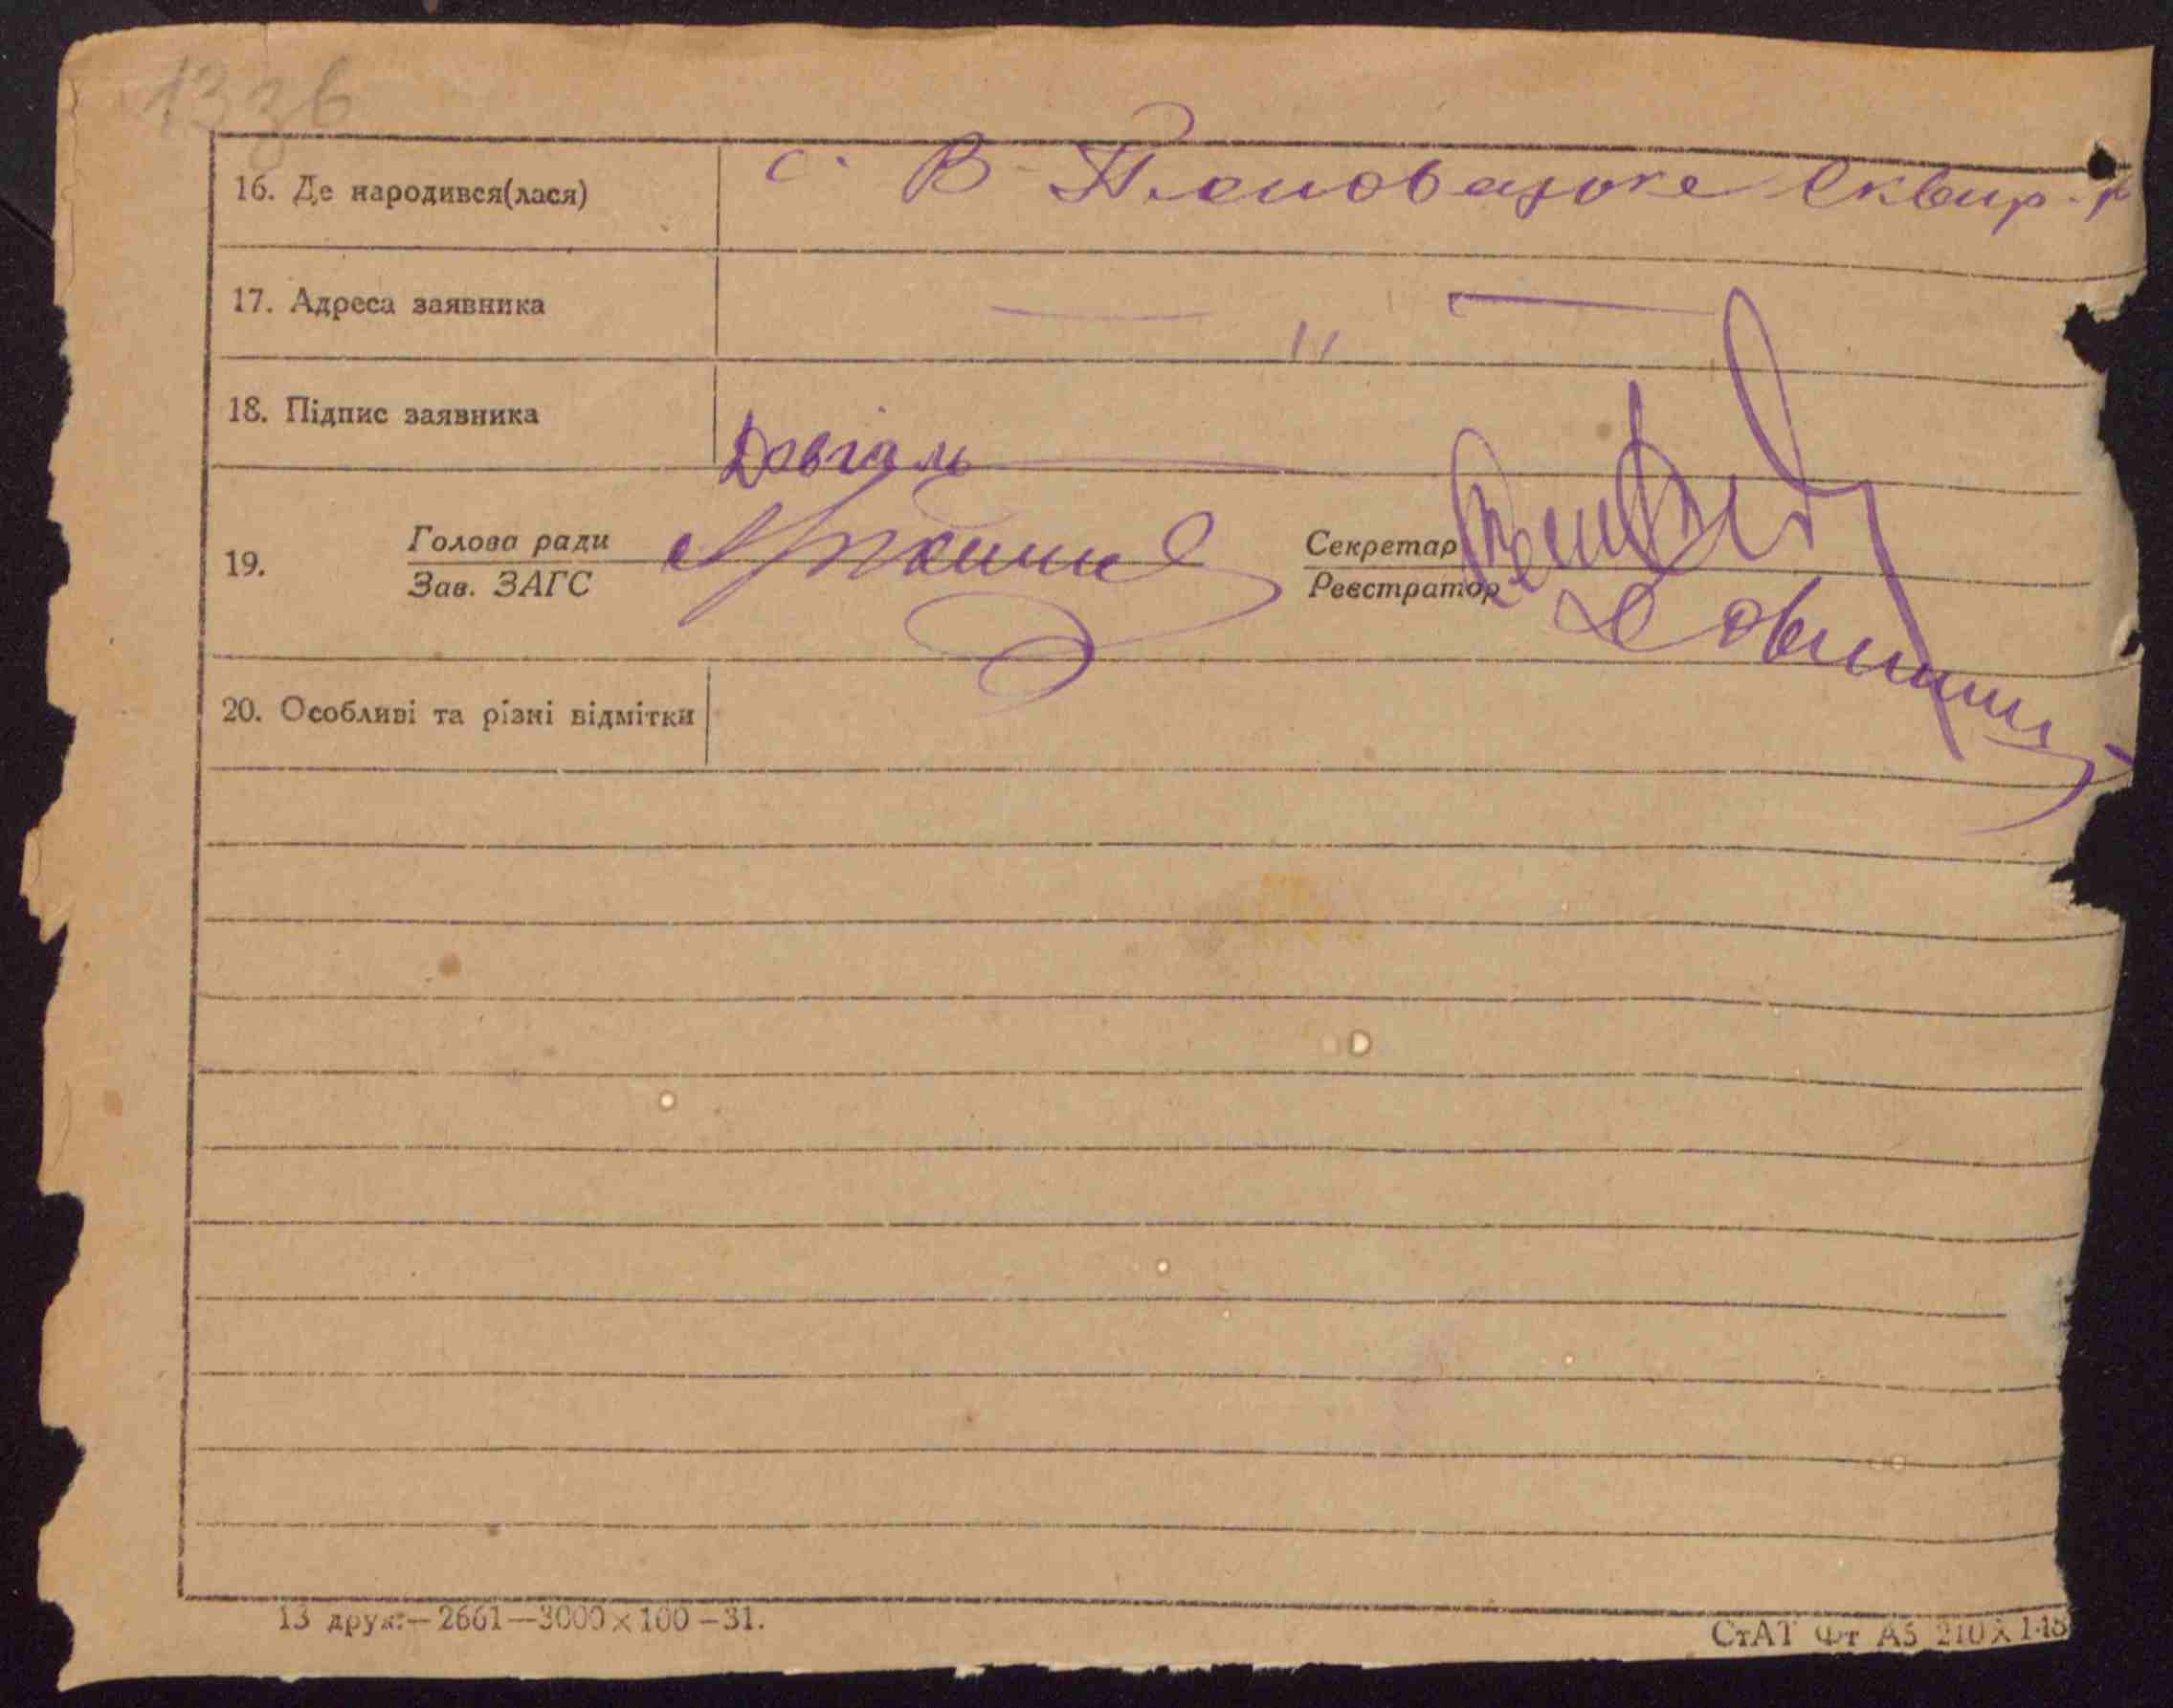 13зв
16. Де народився(лася) с. В-Половецьке Сквир. р
17. Адреса заявника — " —
18. Підпис заявника Довгаль
19. Голова ради Секретар
Зав. ЗАГС Реєстратор
20. Особливі та різні відмітки
13 друк.—2661—3000×100—31.
СтАТ Фт А5 210×148